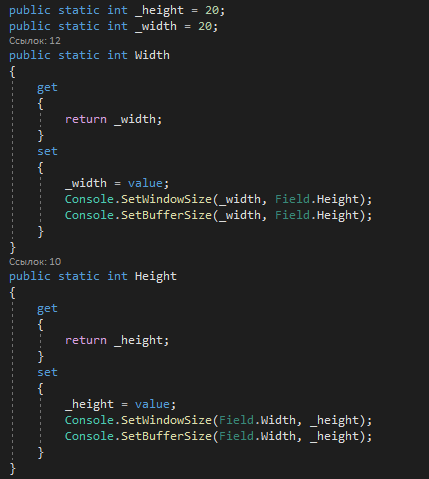 public static int _height = 20;
public static int _width = 20;
Ссылок: 12
public static int Width
{
    get
    {
        return _width;
    }
    set
    {
        _width = value;
        Console.SetWindowSize(_width, Field.Height);
        Console.SetBufferSize(_width, Field.Height);
    }
}
Ссылок: 10
public static int Height
{
    get
    {
        return _height;
    }
    set
    {
        _height = value;
        Console.SetWindowSize(Field.Width, _height);
        Console.SetBufferSize(Field.Width, _height);
    }
}